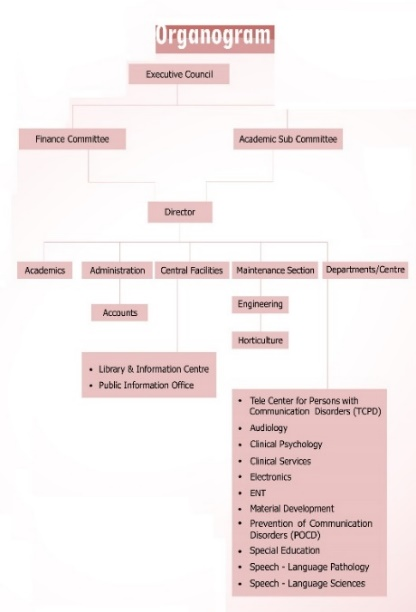 Organogram
Executive Council
Finance Committee
Academic Sub Committee
Director
Academics
Administration
Central Facilities
Maintenance Section
Departments/Centre
Accounts
Engineering
Horticulture
• Library & Information Centre
• Public Information Office
• Tele Center for Persons with
Communication Disorders (TCPD)
• Audiology
• Clinical Psychology
• Clinical Services
• Electronics
• ENT
• Material Development
• Prevention of Communication
Disorders (POCD)
• Special Education
• Speech - Language Pathology
• Speech - Language Sciences